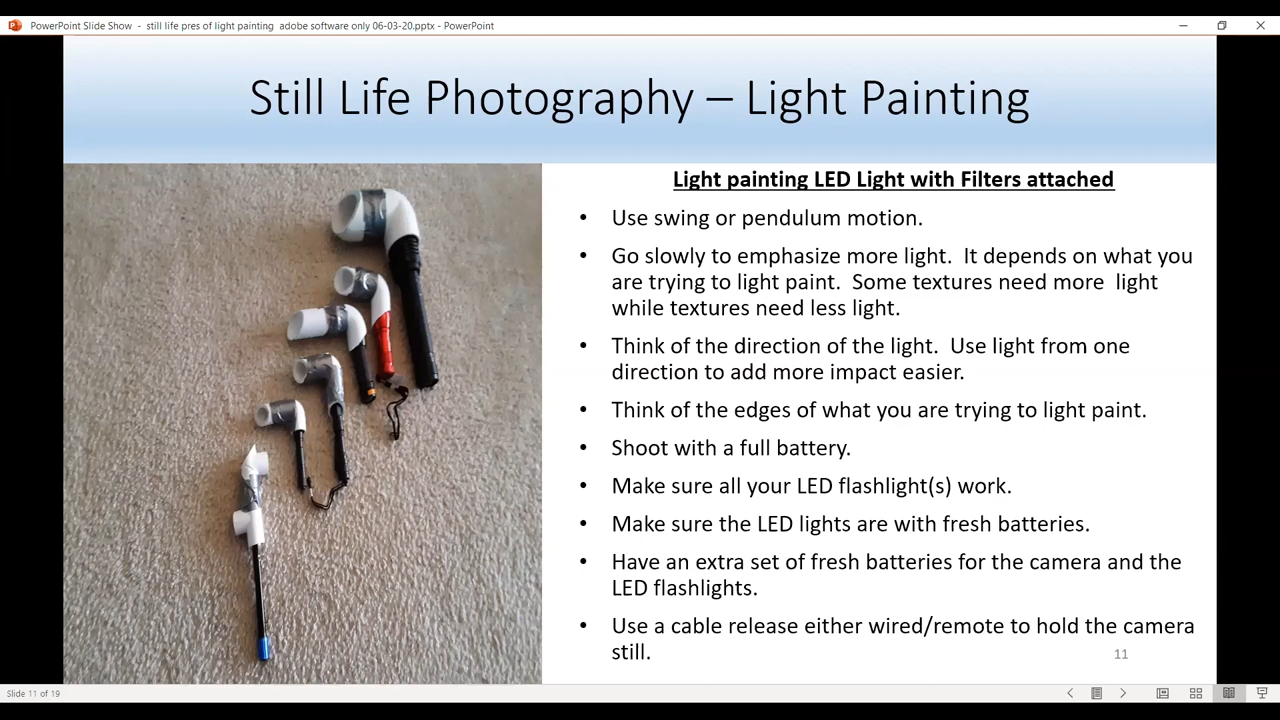 PowerPoint Slide Show - still life pres of light painting adobe software only 06-03-20.pptx - PowerPoint
Still Life Photography – Light Painting
Light painting LED Light with Filters attached
• Use swing or pendulum motion.
• Go slowly to emphasize more light. It depends on what you
are trying to light paint. Some textures need more light
while textures need less light.
• Think of the direction of the light. Use light from one
direction to add more impact easier.
• Think of the edges of what you are trying to light paint.
• Shoot with a full battery.
• Make sure all your LED flashlight(s) work.
• Make sure the LED lights are with fresh batteries.
• Have an extra set of fresh batteries for the camera and the
LED flashlights.
• Use a cable release either wired/remote to hold the camera
still.
11
Slide 11 of 19